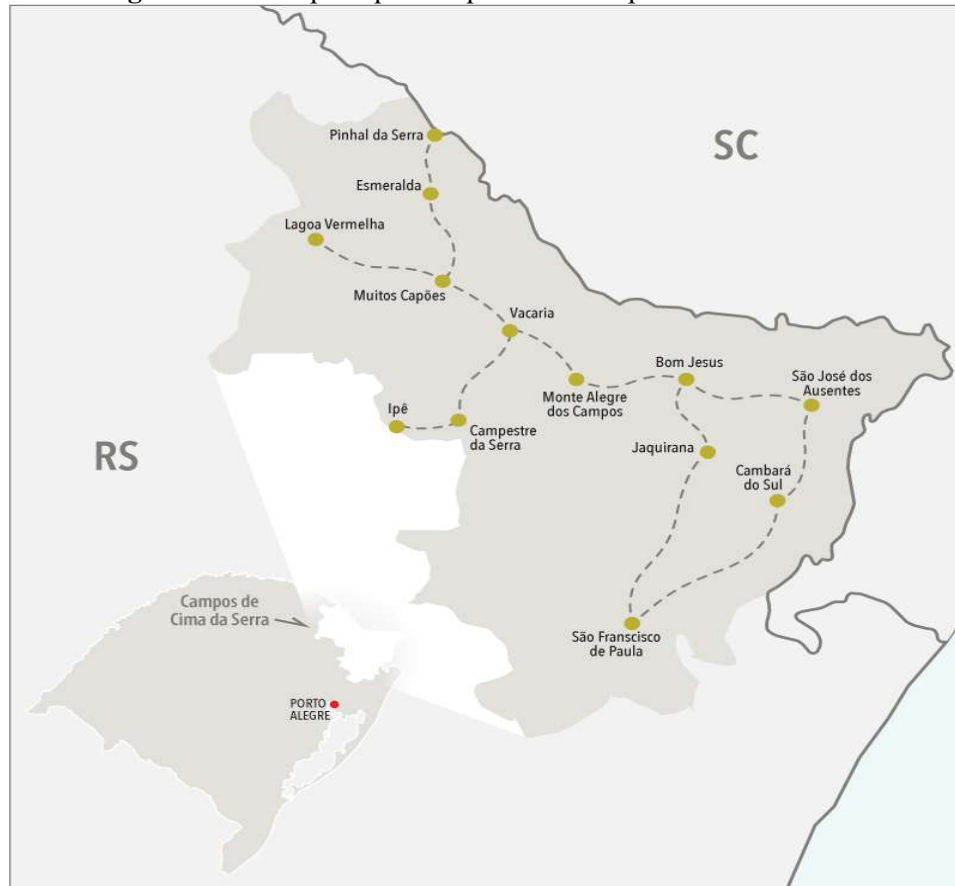 Pinhal da Serra
SC
Esmeralda
Lagoa Vermelha
Muitos Capões
Vacaria
Bom Jesus
São José dos
Ausentes
Monte Alegre
dos Campos
Ipê
Campestre
da Serra
Jaquirana
RS
Cambará
do Sul
Campos de
Cima da Serra
São Franscisco
de Paula
PORTO
ALEGRE